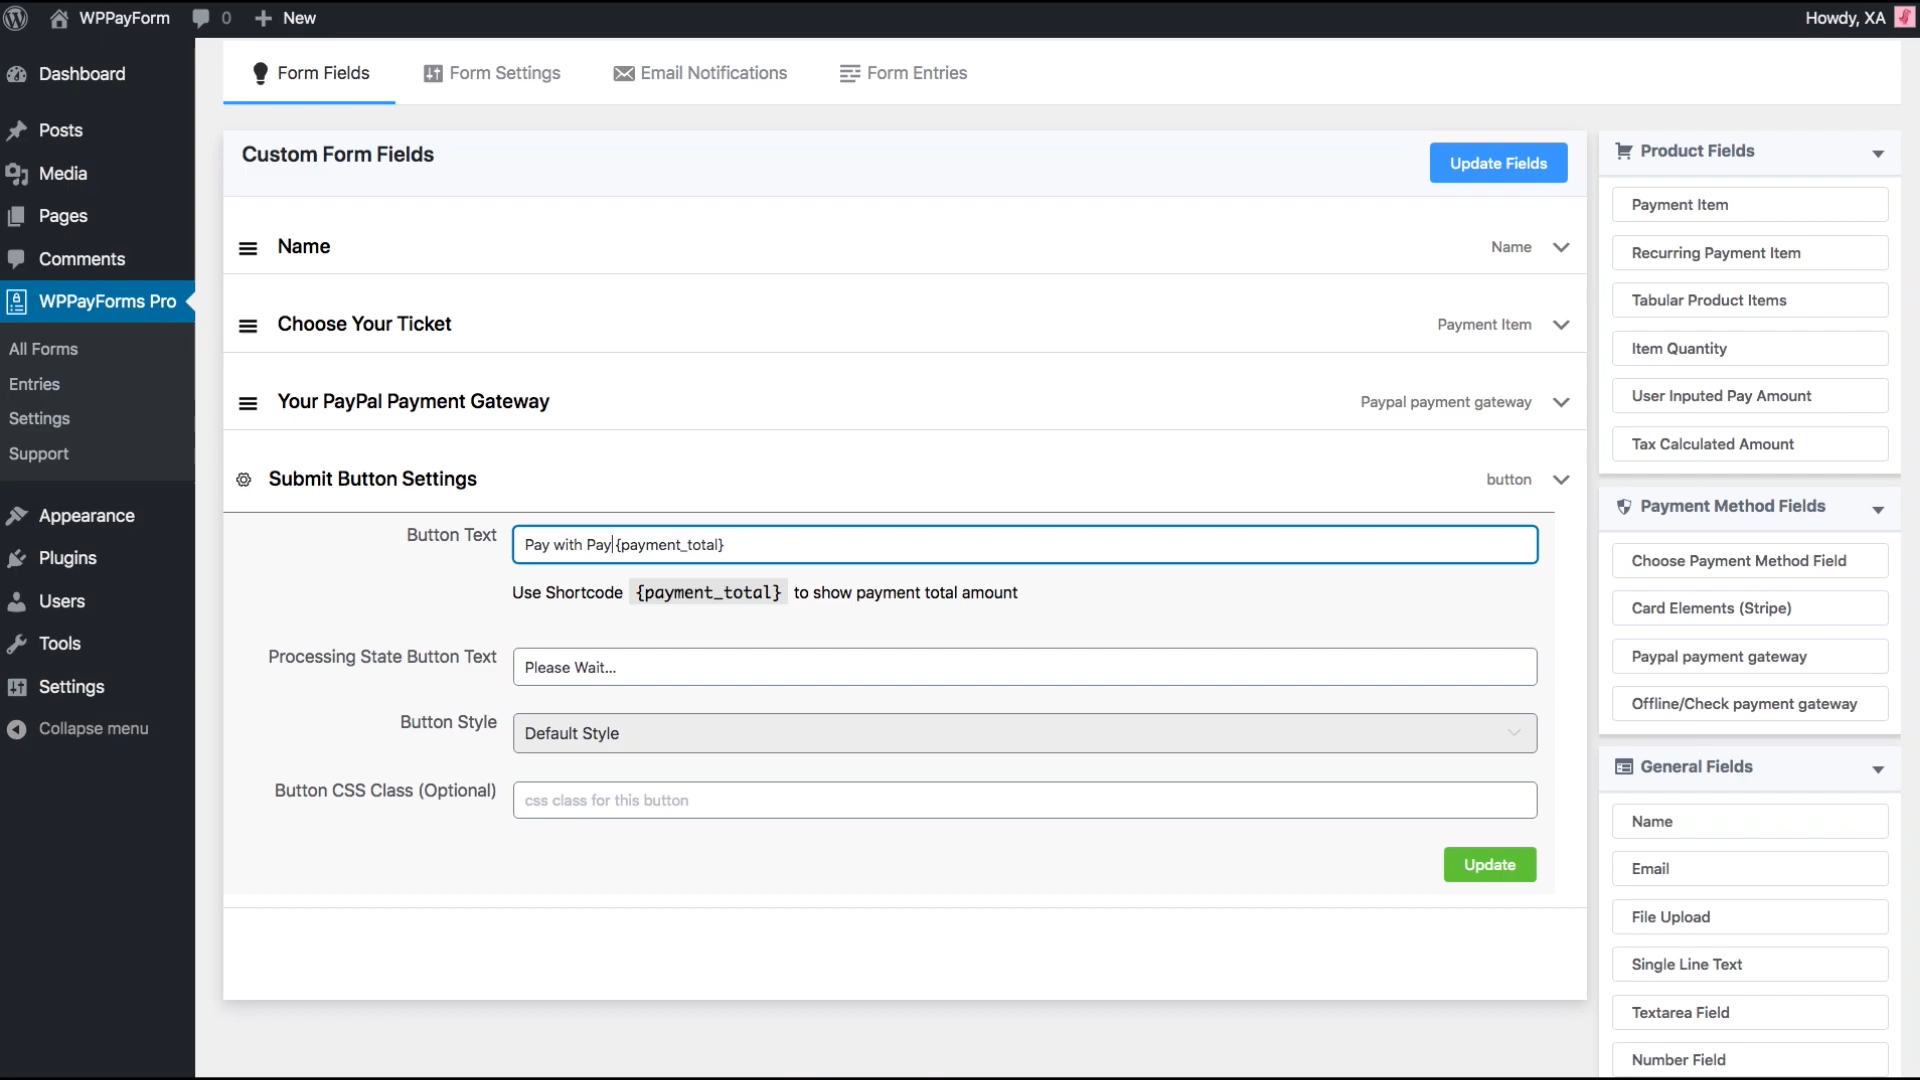 WPPayForm
0
New
Howdy, XA
Dashboard
Posts
Media
Pages
Comments
WPPayForms Pro
All Forms
Entries
Settings
Support
Appearance
Plugins
Users
Tools
Settings
Collapse menu
Form Fields
Form Settings
Email Notifications
Form Entries
Custom Form Fields
Update Fields
Name
Name
Choose Your Ticket
Payment Item
Your PayPal Payment Gateway
Paypal payment gateway
Submit Button Settings
button
Button Text
Pay with Pay{payment_total}
Use Shortcode {payment_total} to show payment total amount
Processing State Button Text
Please Wait...
Button Style
Default Style
Button CSS Class (Optional)
css class for this button
Update
Product Fields
Payment Item
Recurring Payment Item
Tabular Product Items
Item Quantity
User Inputed Pay Amount
Tax Calculated Amount
Payment Method Fields
Choose Payment Method Field
Card Elements (Stripe)
Paypal payment gateway
Offline/Check payment gateway
General Fields
Name
Email
File Upload
Single Line Text
Textarea Field
Number Field